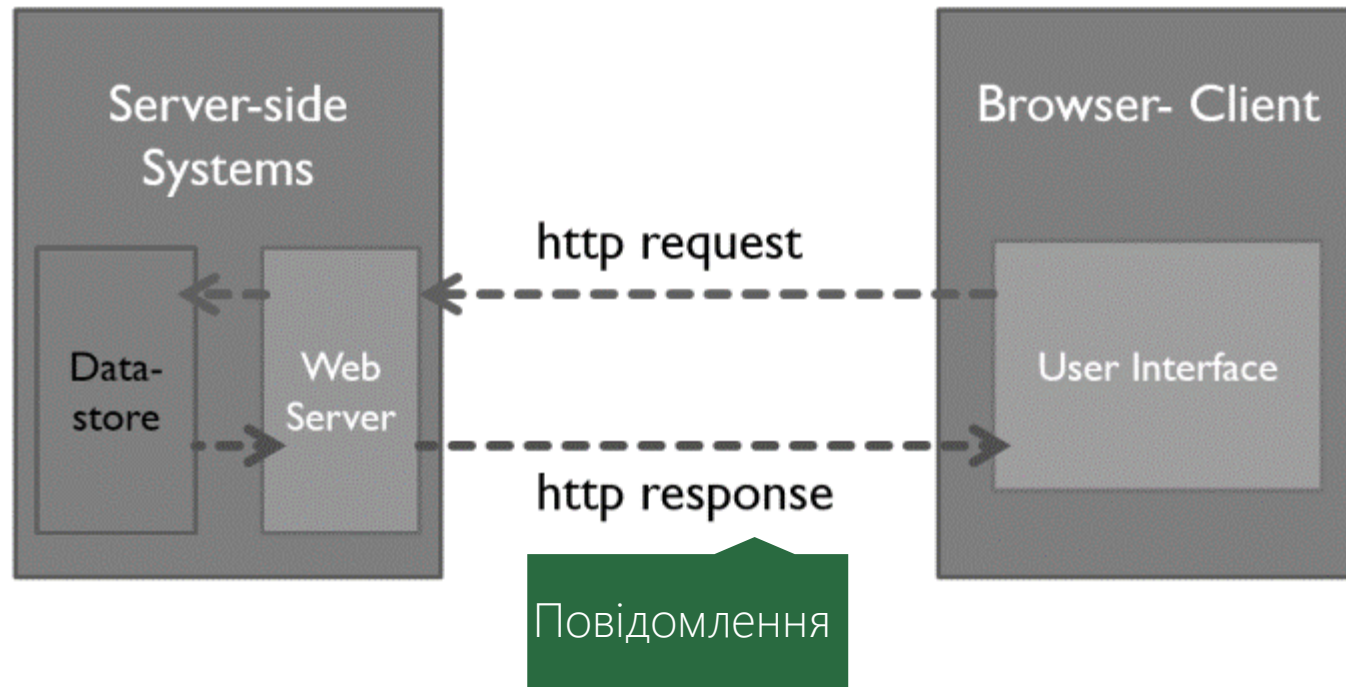 Server-side
Systems
Browser- Client
http request
Data-
store
Web
Server
User Interface
http response
Повідомлення